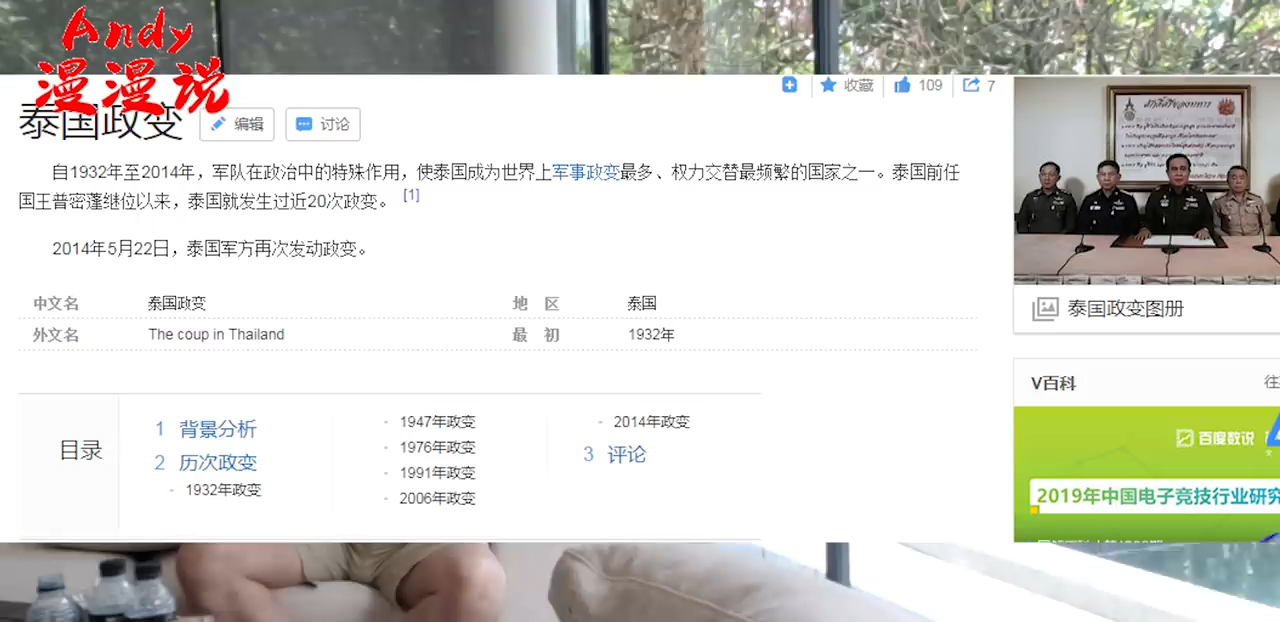 Andy
漫漫说
收藏
109
7
泰国政变
编辑
讨论
自1932年至2014年，军队在政治中的特殊作用，使泰国成为世界上军事政变最多、权力交替最频繁的国家之一。泰国前任
国王普密蓬继位以来，泰国就发生过近20次政变。 [1]
2014年5月22日，泰国军方再次发动政变。
中文名 泰国政变 地 区 泰国
外文名 The coup in Thailand 最 初 1932年
目录
1 背景分析
2 历次政变
- 1932年政变
- 1947年政变
- 1976年政变
- 1991年政变
- 2006年政变
- 2014年政变
3 评论
泰国政变图册
V百科
往
百度数说
2019年中国电子竞技行业研究